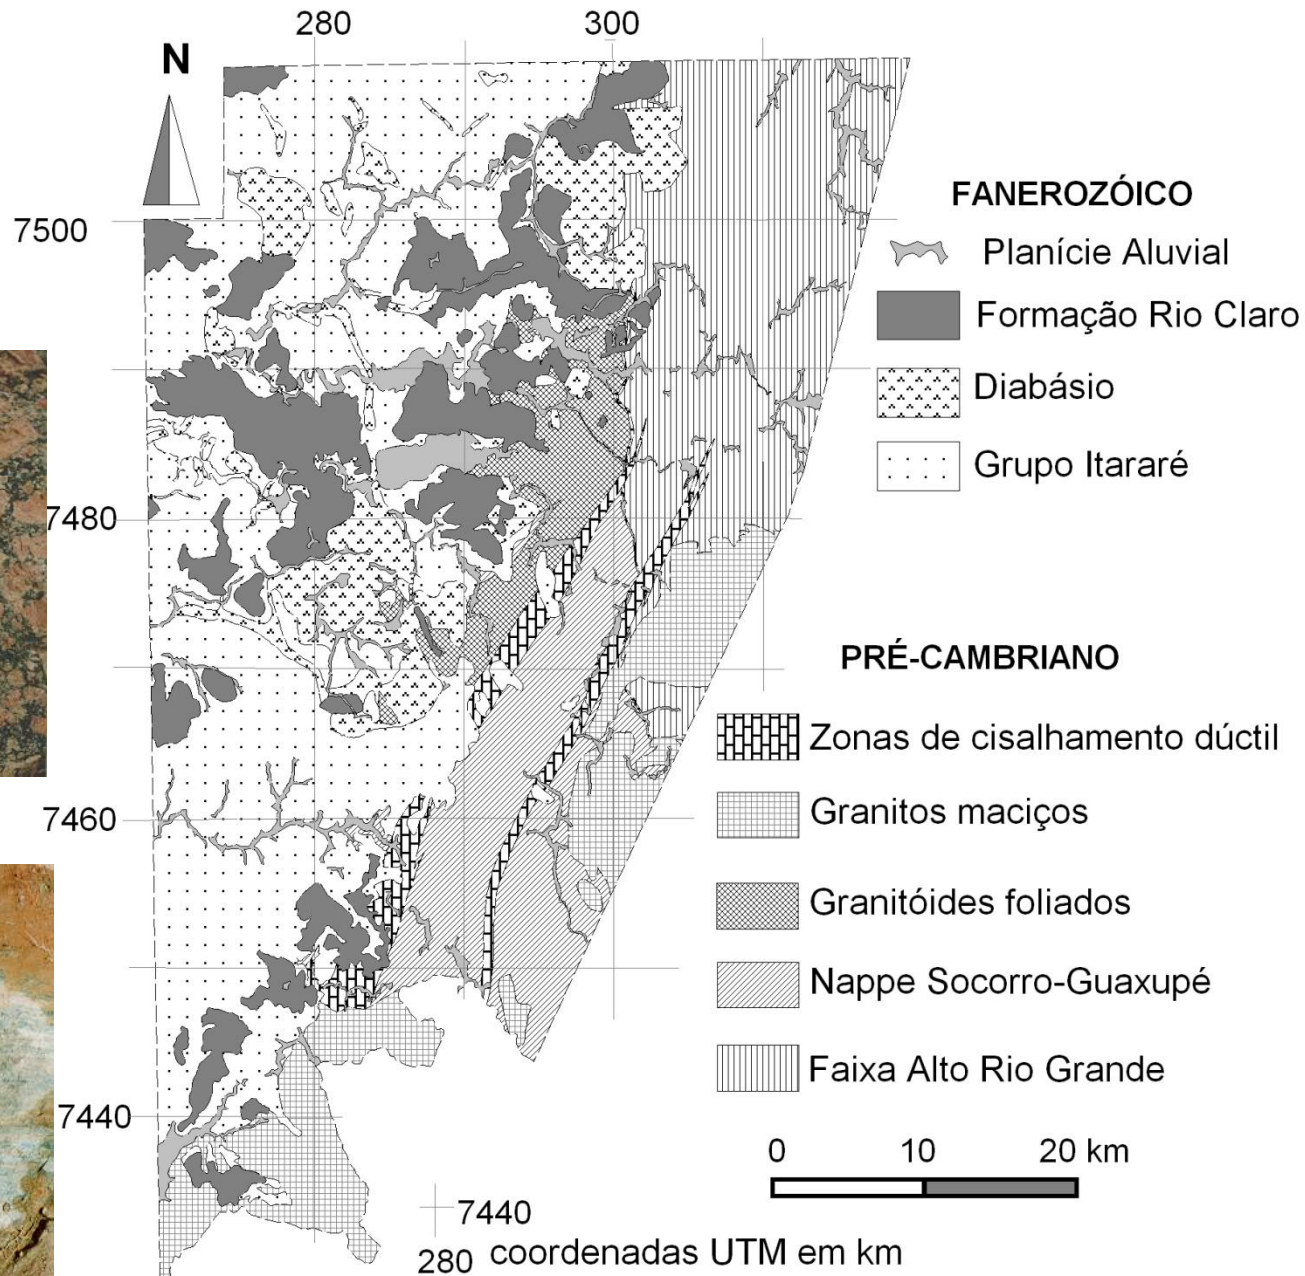 280
300
N
7500
7480
7460
7440
FANEROZÓICO
Planície Aluvial
Formação Rio Claro
Diabásio
Grupo Itararé
PRÉ-CAMBRIANO
Zonas de cisalhamento dúctil
Granitos maciços
Granitóides foliados
Nappe Socorro-Guaxupé
Faixa Alto Rio Grande
0 10 20 km
7440
280 coordenadas UTM em km